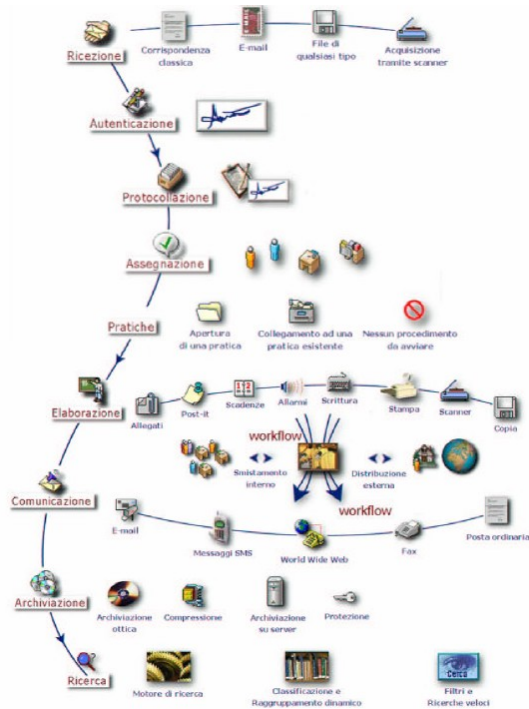 Ricezione
Corrispondenza
classica
E-mail
File di
qualsiasi tipo
Acquisizione
tramite scanner
Autenticazione
Protocollazione
Assegnazione
Pratiche
Apertura
di una pratica
Collegamento ad una
pratica esistente
Nessun procedimento
da avviare
Elaborazione
Allegati
Post-it
Scadenze
Allarmi
Scrittura
Stampa
Scanner
Copia
workflow
Smistamento
interno
Distribuzione
esterna
workflow
Comunicazione
E-mail
Messaggi SMS
World Wide Web
Fax
Posta ordinaria
Archiviazione
Archiviazione
ottica
Compressione
Archiviazione
su server
Protezione
Ricerca
Motore di ricerca
Classificazione e
Raggruppamento dinamico
Cerca
Filtri e
Ricerche veloci